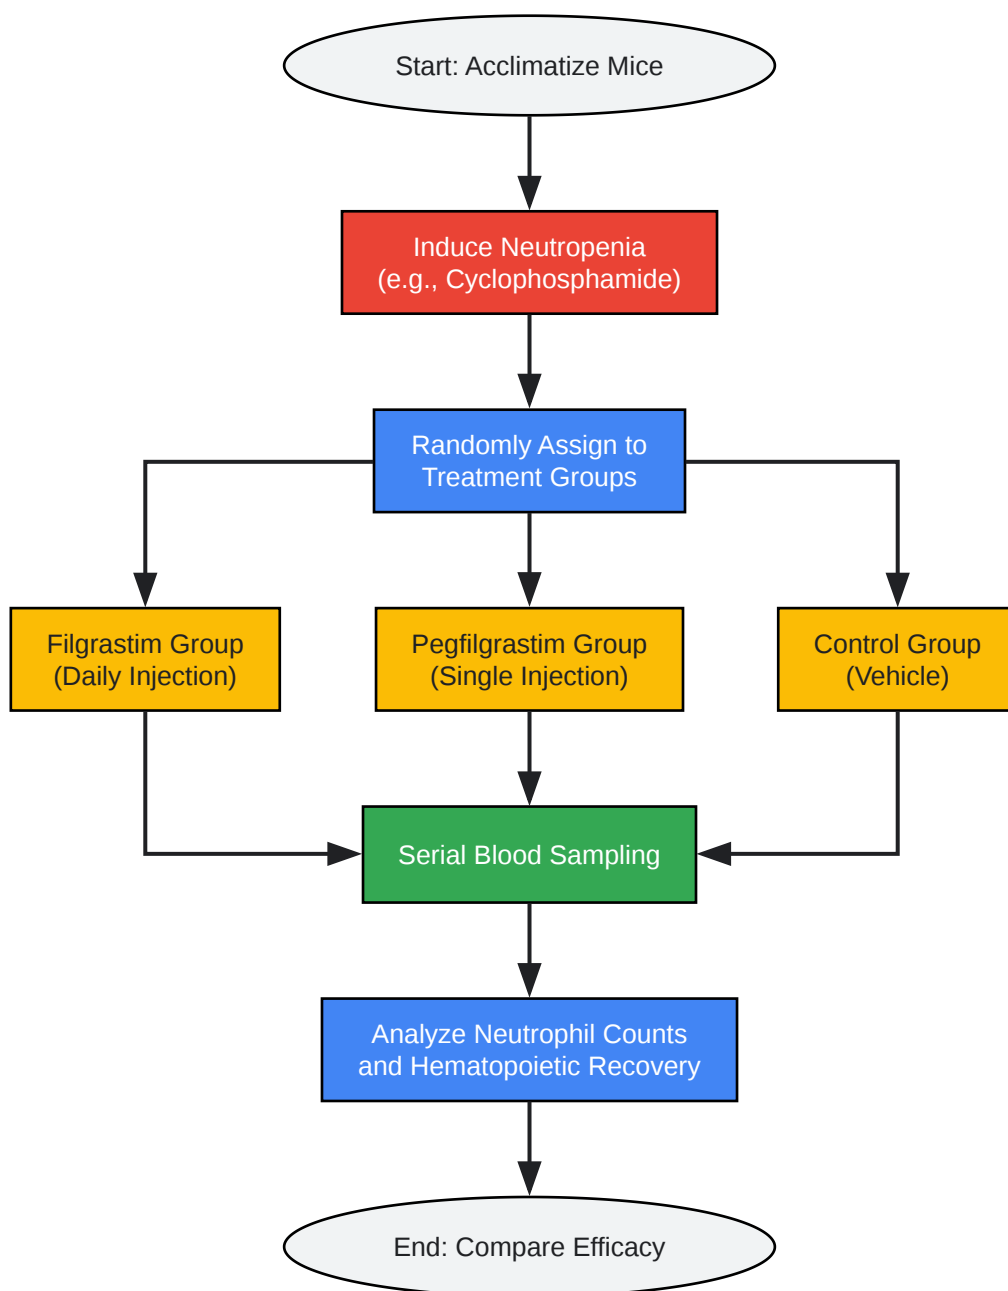 Start: Acclimatize Mice
Induce Neutropenia
(e.g., Cyclophosphamide)
Randomly Assign to
Treatment Groups
Filgrastim Group
(Daily Injection)
Pegfilgrastim Group
(Single Injection)
Control Group
(Vehicle)
Serial Blood Sampling
Analyze Neutrophil Counts
and Hematopoietic Recovery
End: Compare Efficacy